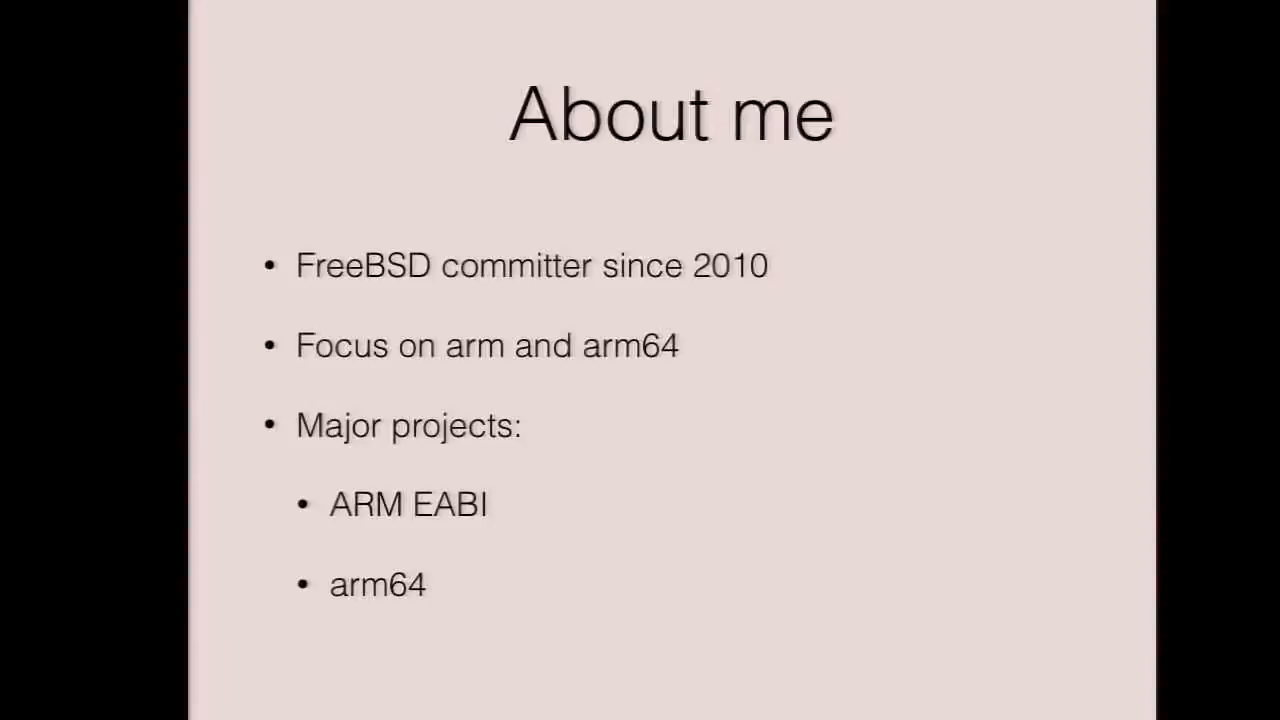 About me
• FreeBSD committer since 2010
• Focus on arm and arm64
• Major projects:
• ARM EABI
• arm64